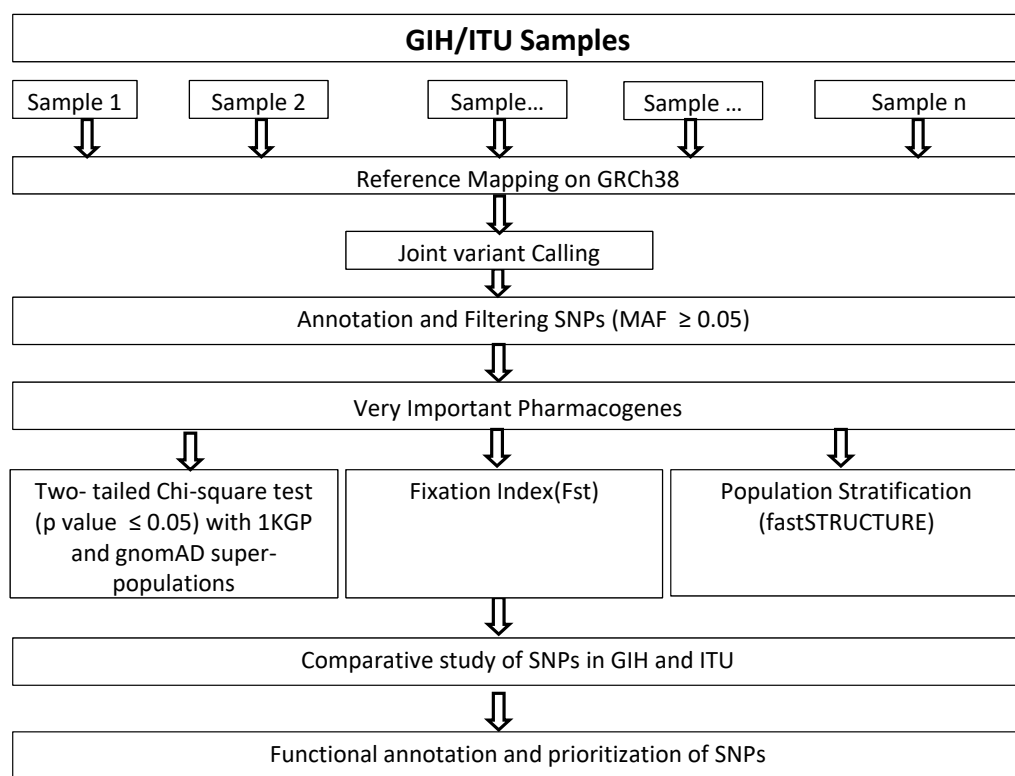 GIH/ITU Samples
Sample 1
Sample 2
Sample...
Sample ...
Sample n
Reference Mapping on GRCh38
Joint variant Calling
Annotation and Filtering SNPs (MAF ≥ 0.05)
Very Important Pharmacogenes
Two- tailed Chi-square test
(p value ≤ 0.05) with 1KGP
and gnomAD super-
populations
Fixation Index(Fst)
Population Stratification
(fastSTRUCTURE)
Comparative study of SNPs in GIH and ITU
Functional annotation and prioritization of SNPs